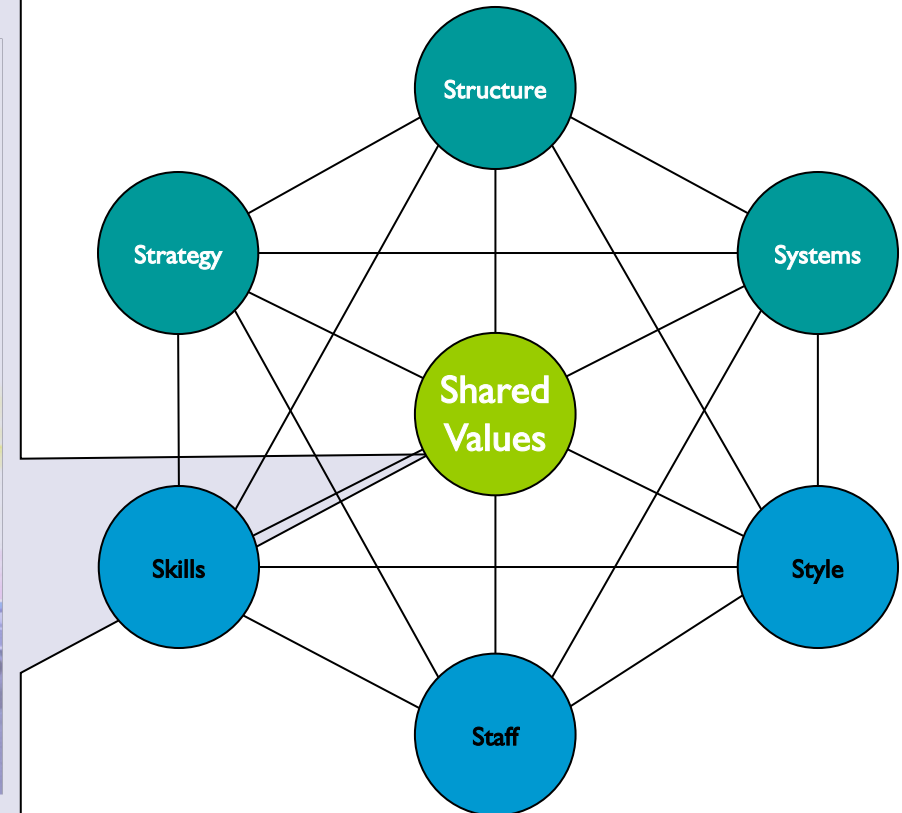 Structure
Strategy
Systems
Shared
Values
Skills
Style
Staff